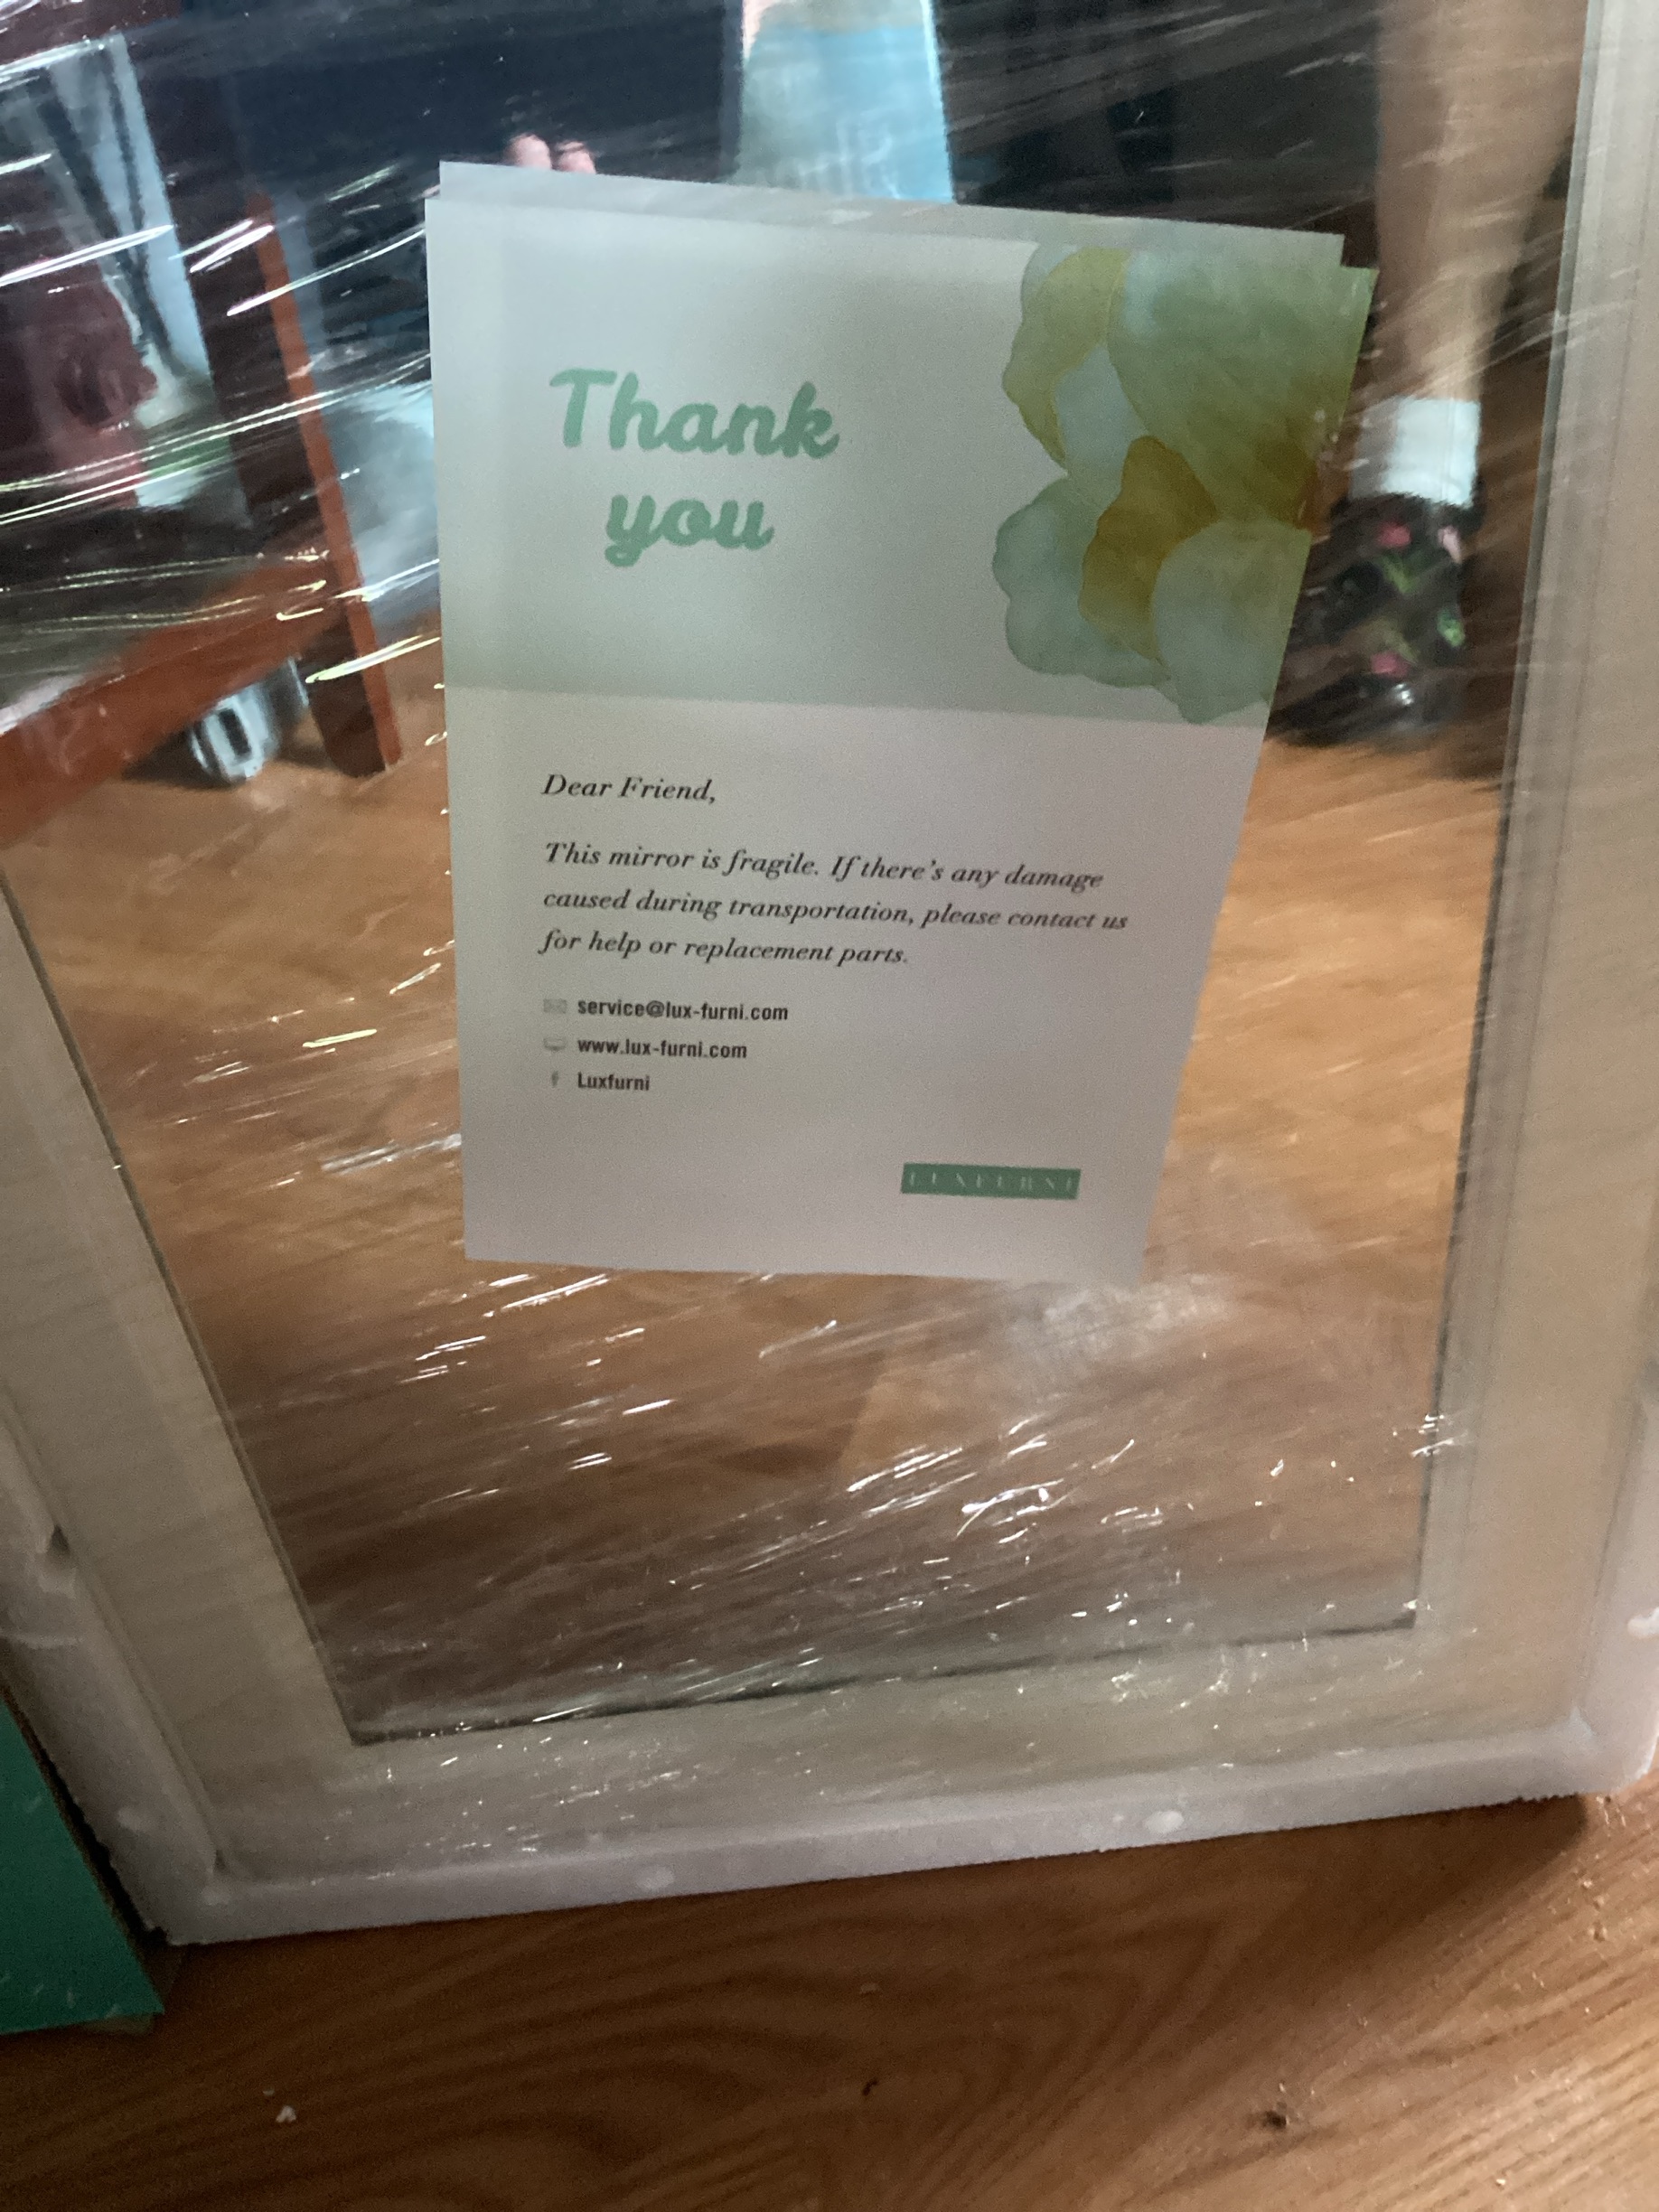 Thank
you
Dear Friend,
This mirror is fragile. If there's any damage
caused during transportation, please contact us
for help or replacement parts.
service@lux-furni.com
www.lux-furni.com
Luxfurni
LUXFURNI